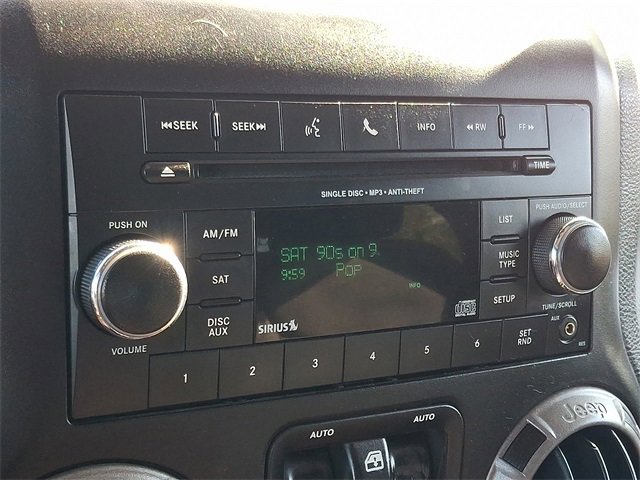 SEEK SEEK INFO RW FF
TIME
SINGLE DISC • MP3 • ANTI-THEFT
PUSH ON
PUSH AUDIO/SELECT
AM/FM
LIST
SAT 90s on 9
9:59 Pop
INFO
SAT
MUSIC
TYPE
DISC
AUX
SETUP
SIRIUS
VOLUME
TUNE/SCROLL
1 2 3 4 5 6
SET
RND
AUX
RES
AUTO AUTO
Jeep